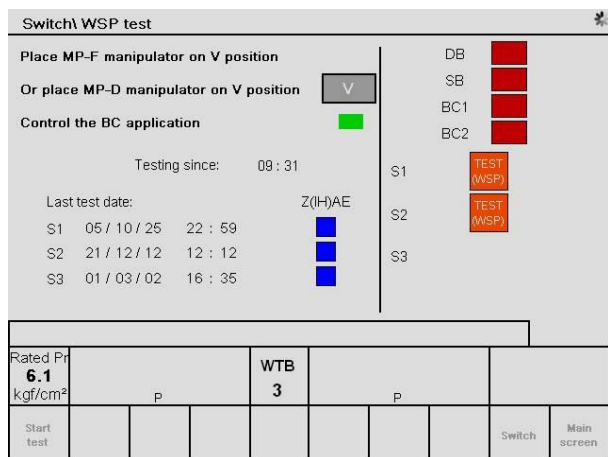 Switch\ WSP test
Place MP-F manipulator on V position
Or place MP-D manipulator on V position
V
Control the BC application
Testing since: 09 : 31
Last test date: Z(IH)AE
S1 05 / 10 / 25 22 : 59
S2 21 / 12 / 12 12 : 12
S3 01 / 03 / 02 16 : 35
DB
SB
BC1
BC2
S1 TEST
(WSP)
S2 TEST
(WSP)
S3
Rated Pr
6.1
kgf/cm²
P
WTB
3
P
Start
test
Switch
Main
screen